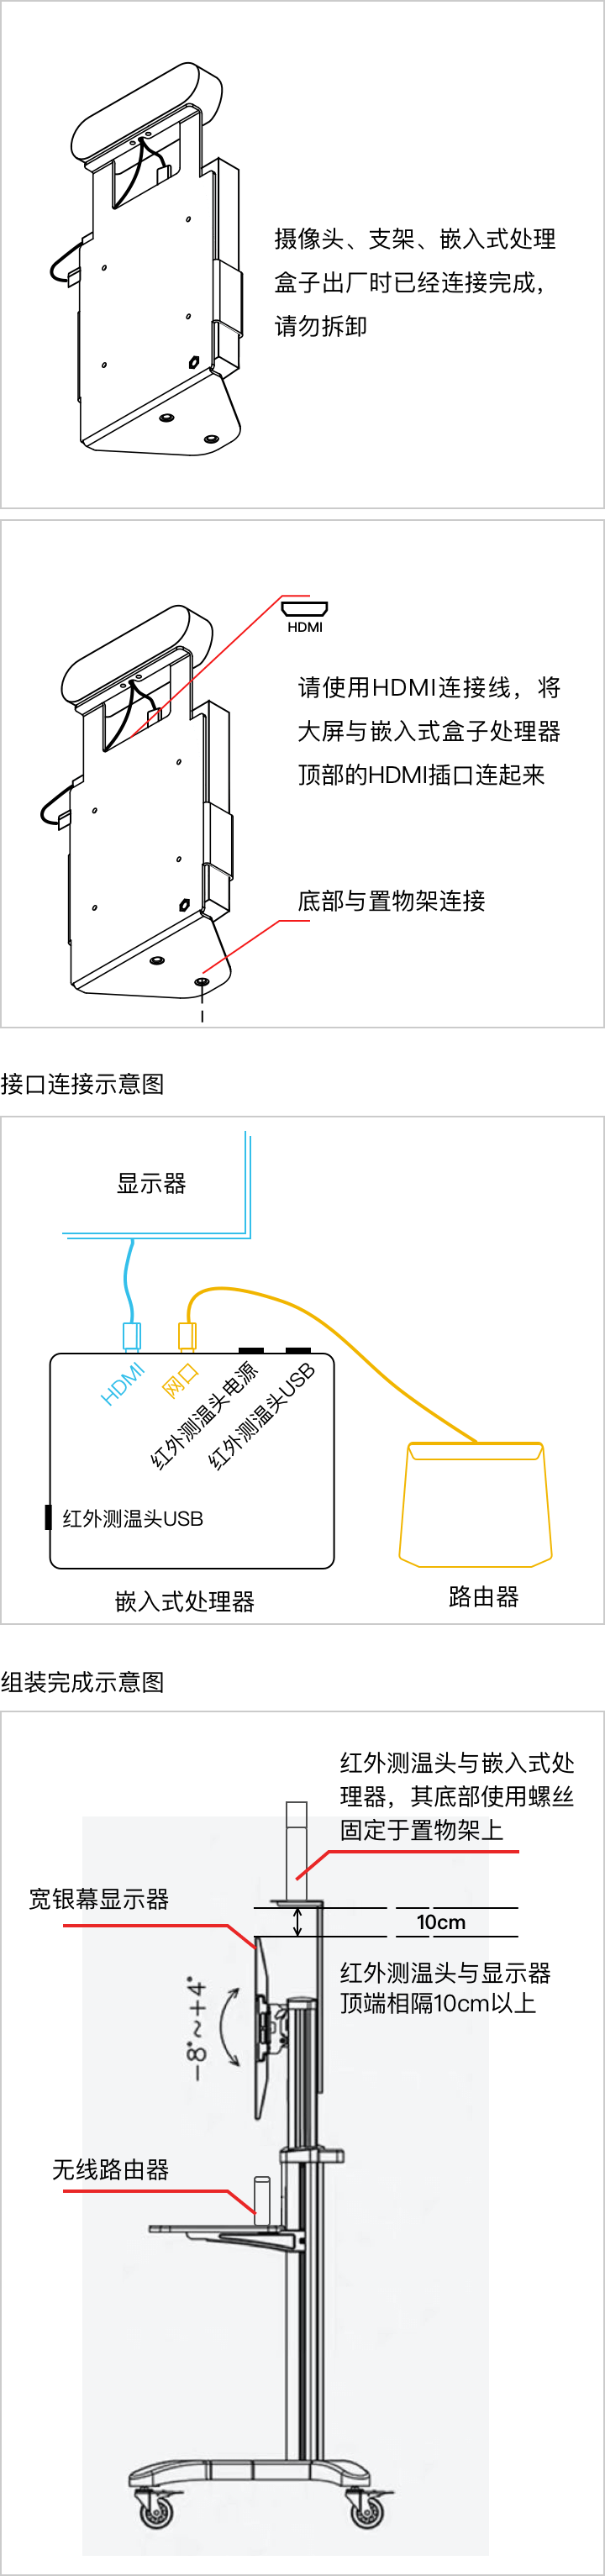 摄像头、支架、嵌入式处理
盒子出厂时已经连接完成，
请勿拆卸
HDMI
请使用HDMI连接线，将
大屏与嵌入式盒子处理器
顶部的HDMI插口连起来
底部与置物架连接
接口连接示意图
显示器
HDMI
网口
红外测温头电源
红外测温头USB
红外测温头USB
嵌入式处理器
路由器
组装完成示意图
红外测温头与嵌入式处
理器，其底部使用螺丝
固定于置物架上
宽银幕显示器
10cm
红外测温头与显示器
顶端相隔10cm以上
-8°~+4°
无线路由器